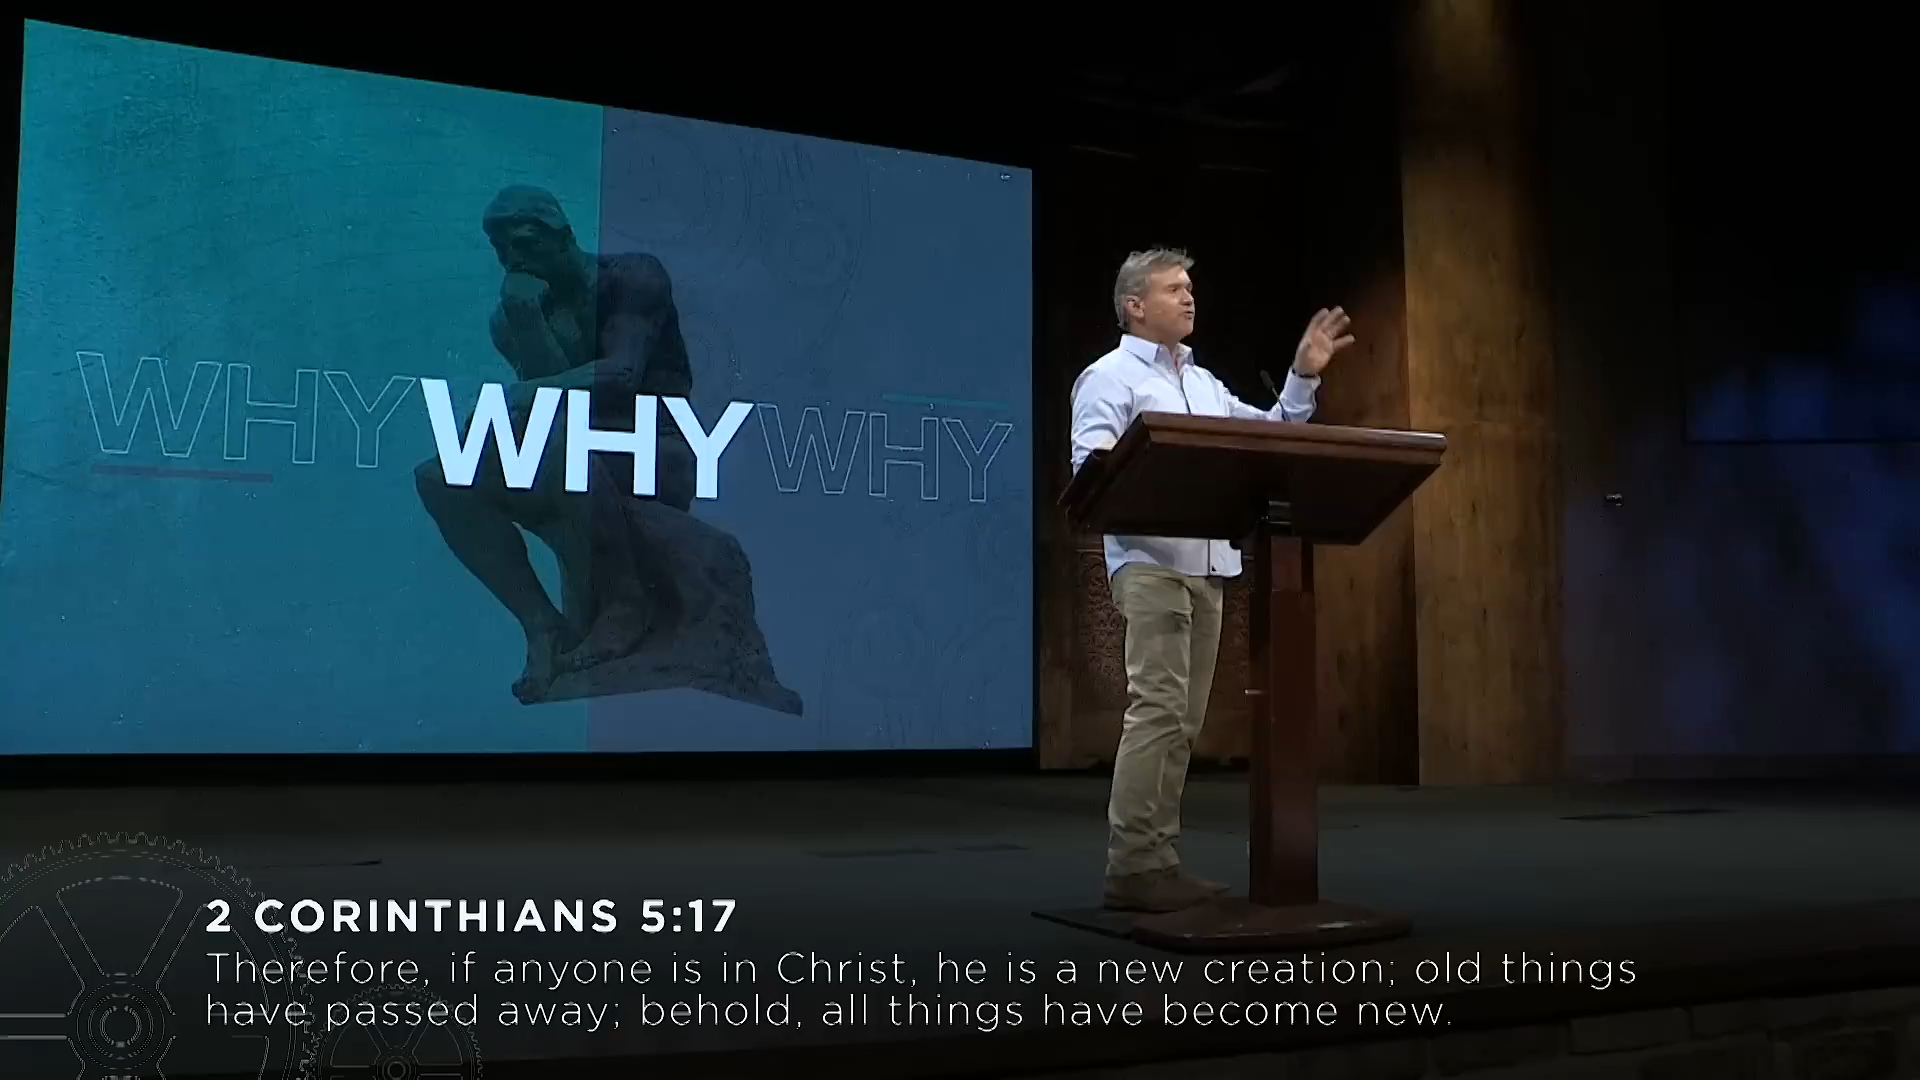 WHY WHY WHY
2 CORINTHIANS 5:17
Therefore, if anyone is in Christ, he is a new creation; old things
have passed away; behold, all things have become new.